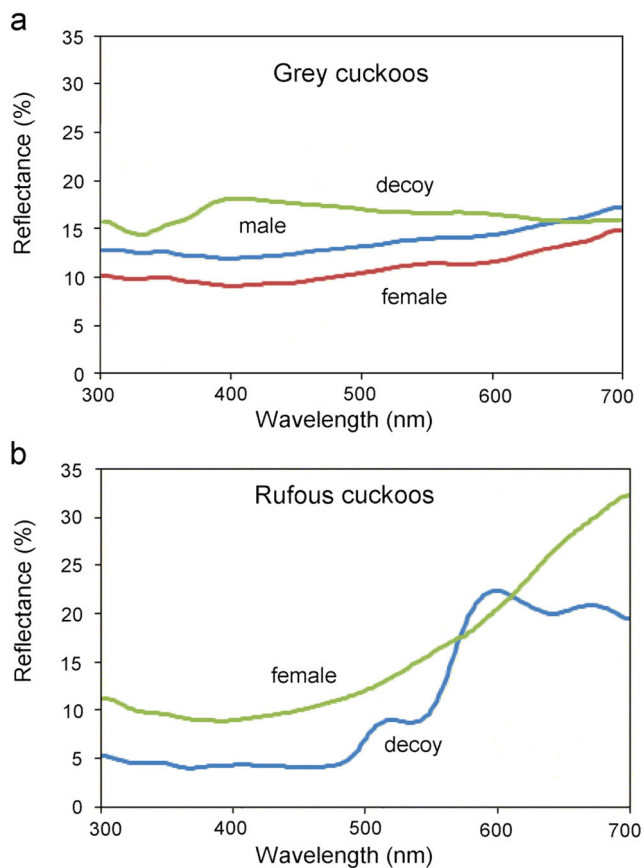 a
Grey cuckoos
35
30
25
20
15
10
5
0
Reflectance (%)
decoy
male
female
300 400 500 600 700
Wavelength (nm)
b
Rufous cuckoos
35
30
25
20
15
10
5
0
Reflectance (%)
female
decoy
300 400 500 600 700
Wavelength (nm)